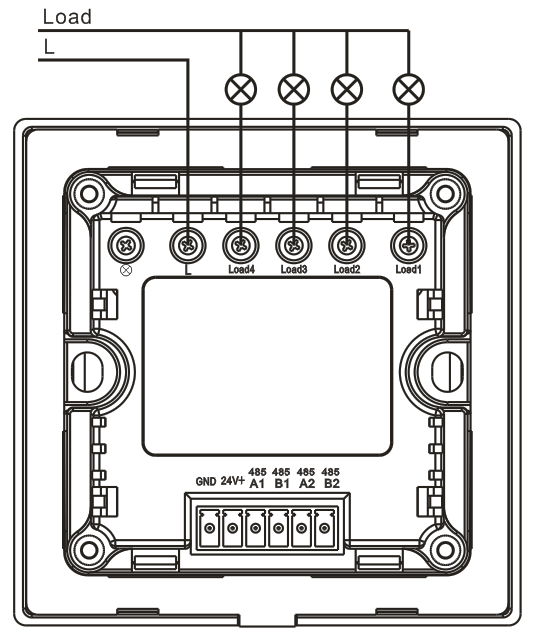 Load
L
L Load4 Load3 Load2 Load1
485 485 485 485
GND 24V+ A1 B1 A2 B2